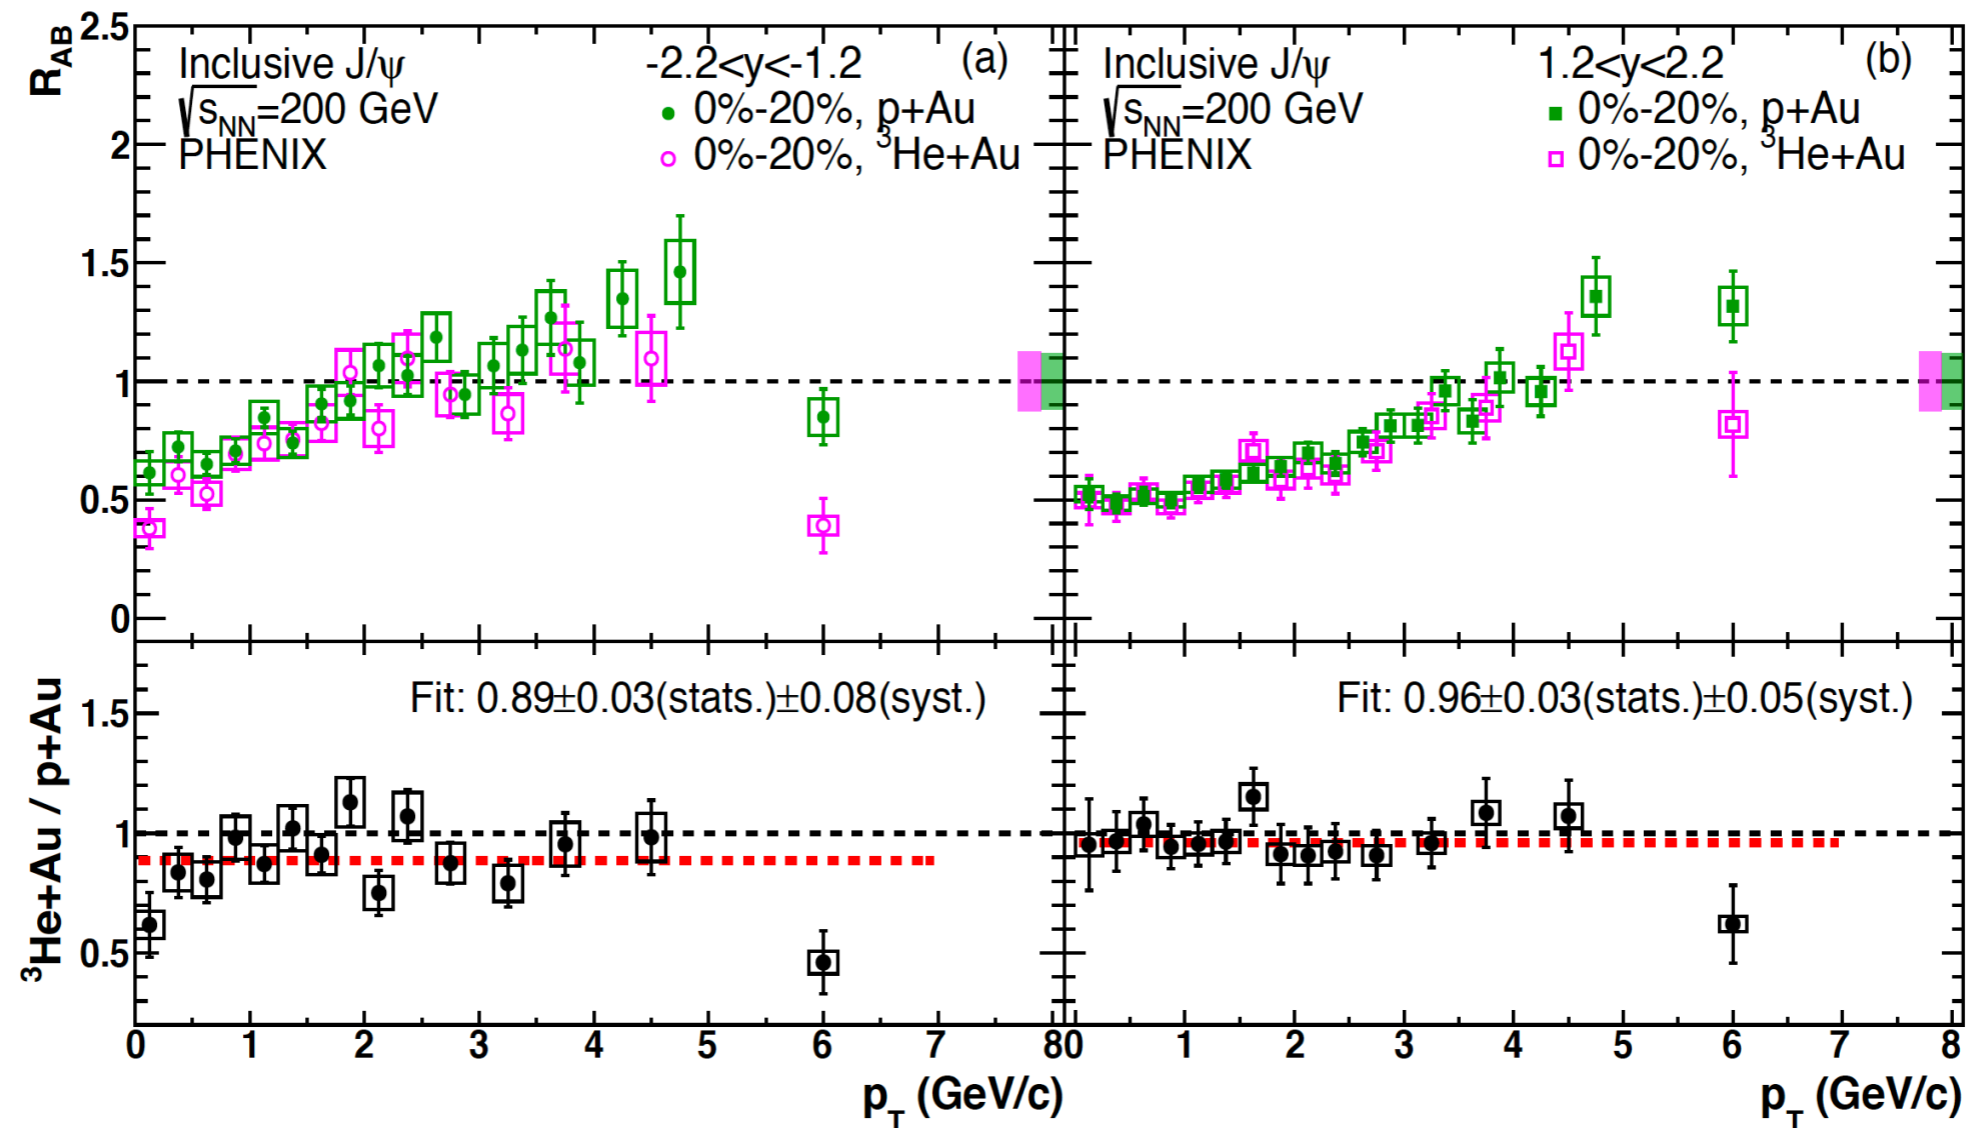 R_AB
2.5
2
1.5
1
0.5
0
Inclusive J/ψ
√s_NN=200 GeV
PHENIX
-2.2<y<-1.2
(a)
0%-20%, p+Au
0%-20%, ³He+Au
Inclusive J/ψ
√s_NN=200 GeV
PHENIX
1.2<y<2.2
(b)
0%-20%, p+Au
0%-20%, ³He+Au
³He+Au / p+Au
1.5
1
0.5
Fit: 0.89±0.03(stats.)±0.08(syst.)
Fit: 0.96±0.03(stats.)±0.05(syst.)
0 1 2 3 4 5 6 7 8
0 1 2 3 4 5 6 7 8
p_T (GeV/c)
p_T (GeV/c)